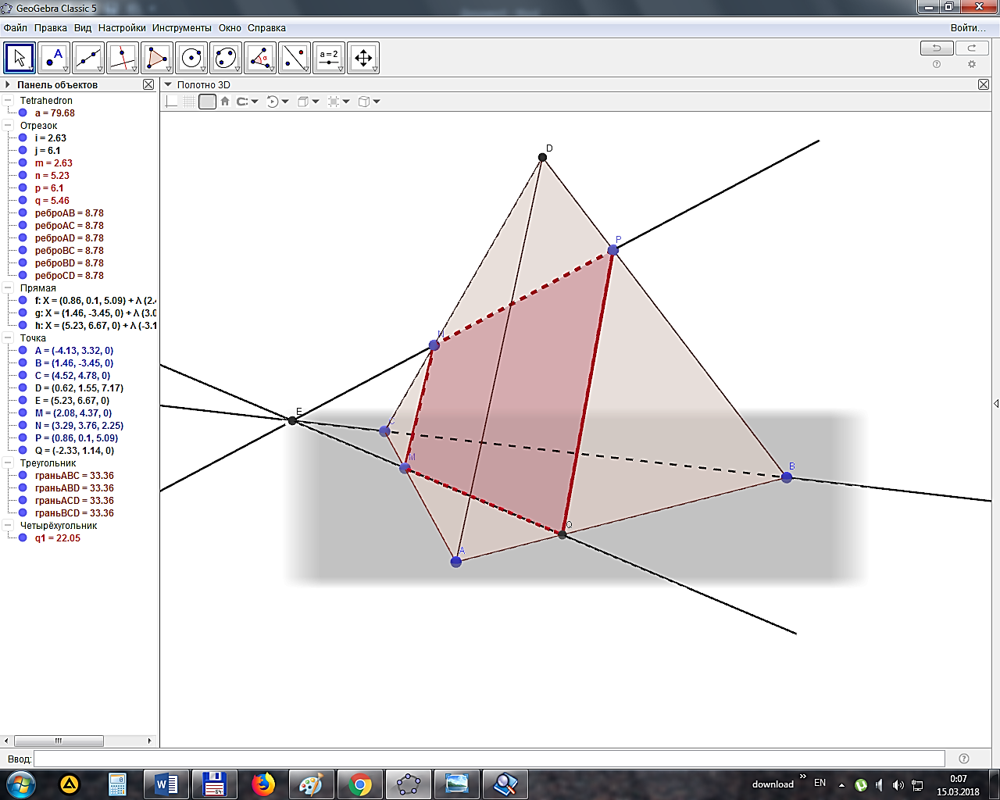 GeoGebra Classic 5
Файл Правка Вид Настройки Инструменты Окно Справка Войти...
A α a = 2
Панель объектов Полотно 3D
Tetrahedron
a = 79.68
Отрезок
i = 2.63
j = 6.1
m = 2.63
n = 5.23
p = 6.1
q = 5.46
реброAB = 8.78
реброAC = 8.78
реброAD = 8.78
реброBC = 8.78
реброBD = 8.78
реброCD = 8.78
Прямая
f: X = (0.86, 0.1, 5.09) + λ (2.
g: X = (1.46, -3.45, 0) + λ (3.0
h: X = (5.23, 6.67, 0) + λ (-3.1
Точка
A = (-4.13, 3.32, 0)
B = (1.46, -3.45, 0)
C = (4.52, 4.78, 0)
D = (0.62, 1.55, 7.17)
E = (5.23, 6.67, 0)
M = (2.08, 4.37, 0)
N = (3.29, 3.76, 2.25)
P = (0.86, 0.1, 5.09)
Q = (-2.33, 1.14, 0)
Треугольник
граньABC = 33.36
граньABD = 33.36
граньACD = 33.36
граньBCD = 33.36
Четырёхугольник
q1 = 22.05
D
P
N
E
C
M
B
Q
A
Ввод:
download EN 0:07
15.03.2018